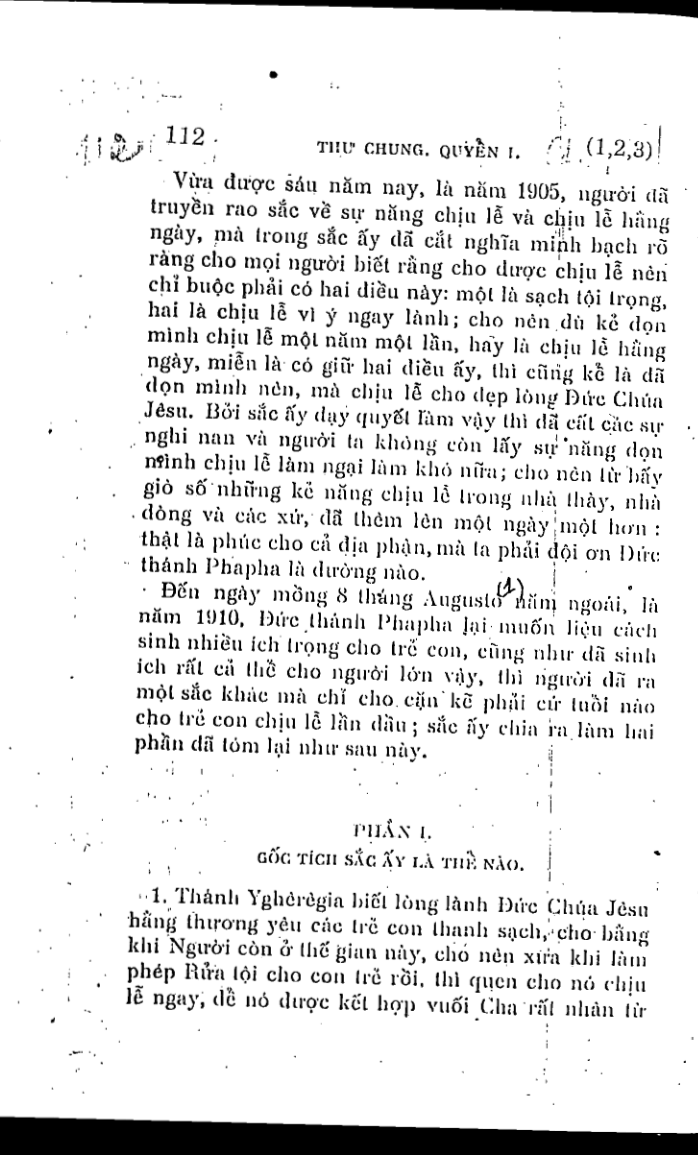 112
THƯ CHUNG. QUYỀN I.
(1,2,3)
Vừa được sáu năm nay, là năm 1905, người đã
truyền rao sắc về sự năng chịu lễ và chịu lễ hằng
ngày, mà trong sắc ấy đã cắt nghĩa minh bạch rõ
ràng cho mọi người biết rằng cho được chịu lễ nên
chỉ buộc phải có hai điều này: một là sạch tội trọng,
hai là chịu lễ vì ý ngay lành; cho nên dù kẻ dọn
mình chịu lễ một năm một lần, hay là chịu lễ hằng
ngày, miễn là có giữ hai điều ấy, thì cũng kể là đã
dọn mình nên, mà chịu lễ cho đẹp lòng Đức Chúa
Jêsu. Bởi sắc ấy dạy quyết làm vậy thì đã cất các sự
nghi nan và người ta không còn lấy sự năng dọn
mình chịu lễ làm ngại làm khó nữa; cho nên từ bấy
giờ số những kẻ năng chịu lễ trong nhà thày, nhà
dòng và các xứ, đã thêm lên một ngày một hơn :
thật là phúc cho cả địa phận, mà ta phải đội ơn Đức
thánh Phapha là dường nào.
Đến ngày mồng 8 tháng Augustô (1) năm ngoái, là
năm 1910, Đức thánh Phapha lại muốn liệu cách
sinh nhiều ích trọng cho trẻ con, cũng như đã sinh
ích rất cả thể cho người lớn vậy, thì người đã ra
một sắc khác mà chỉ cho cặn kẽ phải cứ tuổi nào
cho trẻ con chịu lễ lần đầu; sắc ấy chia ra làm hai
phần đã tóm lại như sau này.
PHẦN I.
GỐC TÍCH SẮC ẤY LÀ THỂ NÀO.
1. Thánh Yghêrêgia biết lòng lành Đức Chúa Jêsu
hằng thương yêu các trẻ con thanh sạch, cho bằng
khi Người còn ở thế gian này, cho nên xưa khi làm
phép Rửa tội cho con trẻ rồi, thì quen cho nó chịu
lễ ngay, để nó được kết hợp vuối Cha rất nhân từ